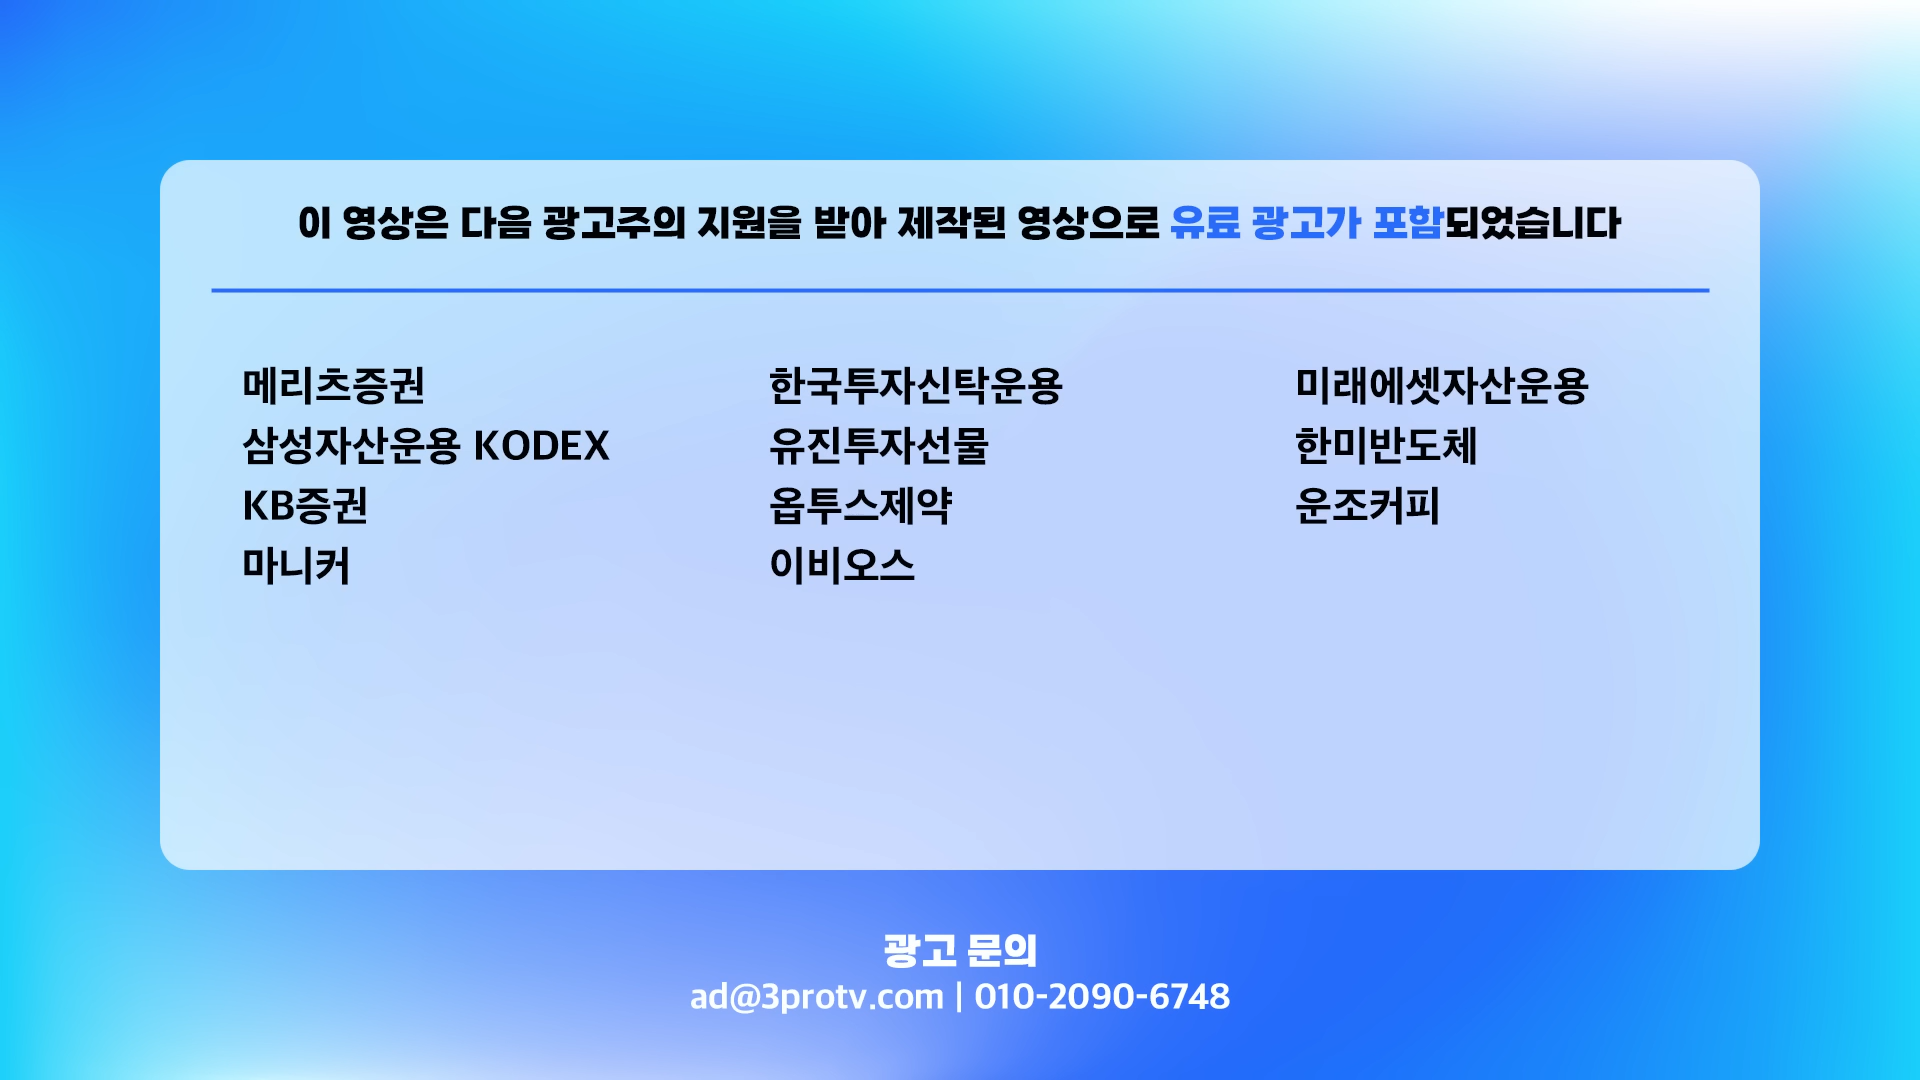 이 영상은 다음 광고주의 지원을 받아 제작된 영상으로 유료 광고가 포함되었습니다
메리츠증권
삼성자산운용 KODEX
KB증권
마니커
한국투자신탁운용
유진투자선물
옵투스제약
이비오스
미래에셋자산운용
한미반도체
운조커피
광고 문의
ad@3protv.com | 010-2090-6748